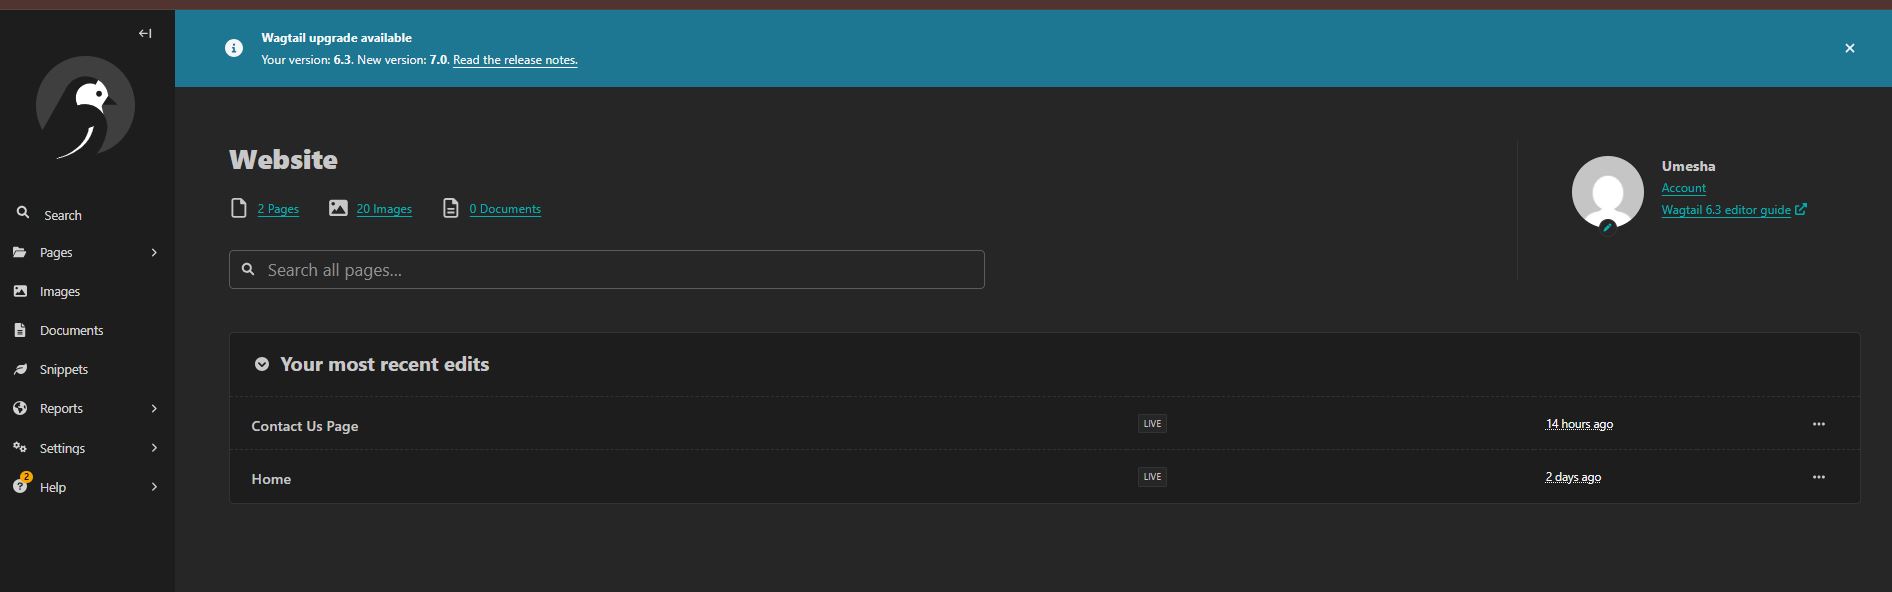 Wagtail upgrade available
Your version: 6.3. New version: 7.0. Read the release notes.
Search
Pages
Images
Documents
Snippets
Reports
Settings
2
Help
Website
2 Pages
20 Images
0 Documents
Search all pages...
Umesha
Account
Wagtail 6.3 editor guide
Your most recent edits
Contact Us Page LIVE 14 hours ago
Home LIVE 2 days ago